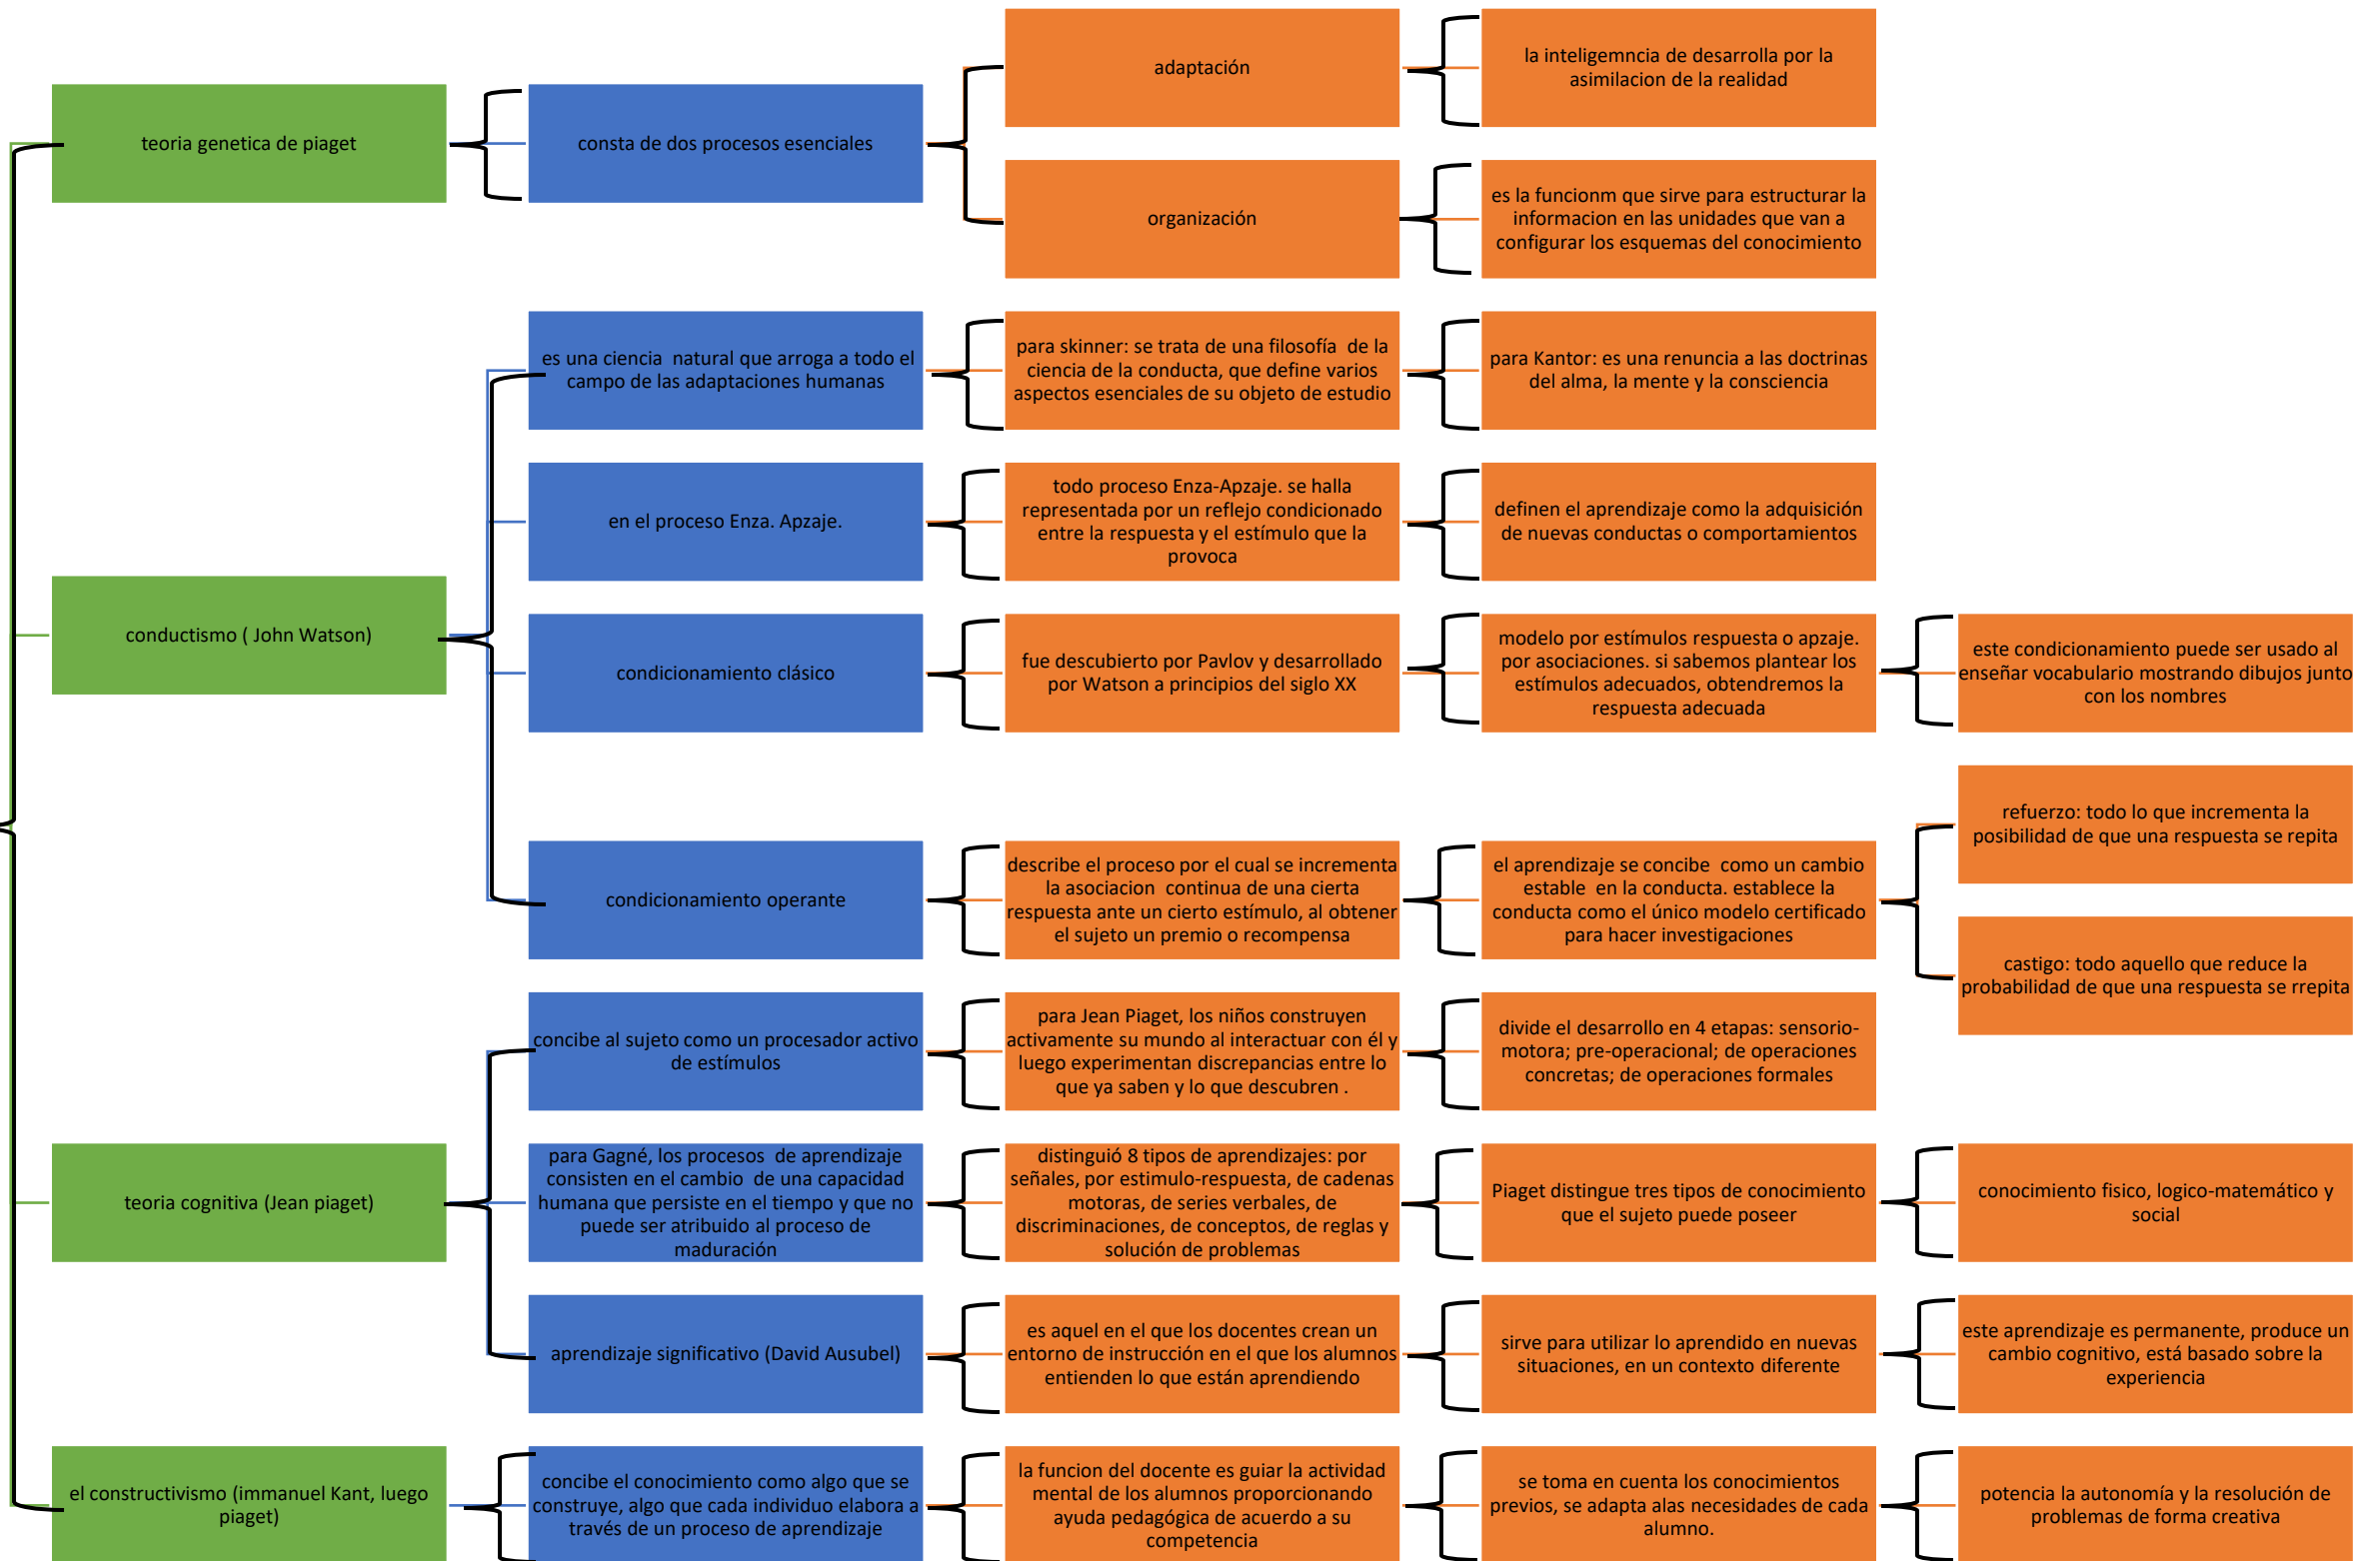 teoria genetica de piaget
consta de dos procesos esenciales
adaptación
la inteligemncia de desarrolla por la
asimilacion de la realidad
organización
es la funcionm que sirve para estructurar la
informacion en las unidades que van a
configurar los esquemas del conocimiento
conductismo ( John Watson)
es una ciencia natural que arroga a todo el
campo de las adaptaciones humanas
para skinner: se trata de una filosofía de la
ciencia de la conducta, que define varios
aspectos esenciales de su objeto de estudio
para Kantor: es una renuncia a las doctrinas
del alma, la mente y la consciencia
en el proceso Enza. Apzaje.
todo proceso Enza-Apzaje. se halla
representada por un reflejo condicionado
entre la respuesta y el estímulo que la
provoca
definen el aprendizaje como la adquisición
de nuevas conductas o comportamientos
condicionamiento clásico
fue descubierto por Pavlov y desarrollado
por Watson a principios del siglo XX
modelo por estímulos respuesta o apzaje.
por asociaciones. si sabemos plantear los
estímulos adecuados, obtendremos la
respuesta adecuada
este condicionamiento puede ser usado al
enseñar vocabulario mostrando dibujos junto
con los nombres
condicionamiento operante
describe el proceso por el cual se incrementa
la asociacion continua de una cierta
respuesta ante un cierto estímulo, al obtener
el sujeto un premio o recompensa
el aprendizaje se concibe como un cambio
estable en la conducta. establece la
conducta como el único modelo certificado
para hacer investigaciones
refuerzo: todo lo que incrementa la
posibilidad de que una respuesta se repita
castigo: todo aquello que reduce la
probabilidad de que una respuesta se rrepita
teoria cognitiva (Jean piaget)
concibe al sujeto como un procesador activo
de estímulos
para Jean Piaget, los niños construyen
activamente su mundo al interactuar con él y
luego experimentan discrepancias entre lo
que ya saben y lo que descubren .
divide el desarrollo en 4 etapas: sensorio-
motora; pre-operacional; de operaciones
concretas; de operaciones formales
para Gagné, los procesos de aprendizaje
consisten en el cambio de una capacidad
humana que persiste en el tiempo y que no
puede ser atribuido al proceso de
maduración
distinguió 8 tipos de aprendizajes: por
señales, por estimulo-respuesta, de cadenas
motoras, de series verbales, de
discriminaciones, de conceptos, de reglas y
solución de problemas
Piaget distingue tres tipos de conocimiento
que el sujeto puede poseer
conocimiento fisico, logico-matemático y
social
aprendizaje significativo (David Ausubel)
es aquel en el que los docentes crean un
entorno de instrucción en el que los alumnos
entienden lo que están aprendiendo
sirve para utilizar lo aprendido en nuevas
situaciones, en un contexto diferente
este aprendizaje es permanente, produce un
cambio cognitivo, está basado sobre la
experiencia
el constructivismo (immanuel Kant, luego
piaget)
concibe el conocimiento como algo que se
construye, algo que cada individuo elabora a
través de un proceso de aprendizaje
la funcion del docente es guiar la actividad
mental de los alumnos proporcionando
ayuda pedagógica de acuerdo a su
competencia
se toma en cuenta los conocimientos
previos, se adapta alas necesidades de cada
alumno.
potencia la autonomía y la resolución de
problemas de forma creativa